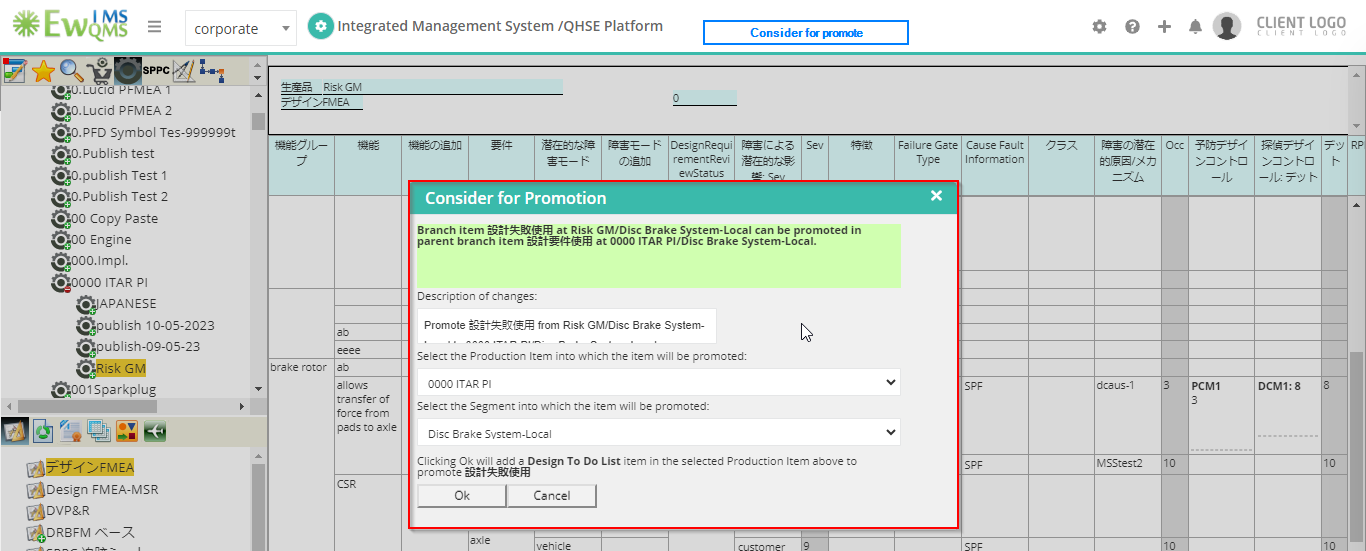 EwIMS
QMS
corporate
Integrated Management System /QHSE Platform
Consider for promote
CLIENT LOGO
CLIENT LOGO
SPPC
0.Lucid PFMEA 1
0.Lucid PFMEA 2
0.PFD Symbol Tes-999999t
0.Publish test
0.publish Test 1
0.Publish Test 2
00 Copy Paste
00 Engine
000.Impl.
0000 ITAR PI
JAPANESE
publish 10-05-2023
publish-09-05-23
Risk GM
001Sparkplug
デザインFMEA
Design FMEA-MSR
DVP&R
DRBFM ベース
生産品 Risk GM
デザインFMEA
0
機能グループ
機能
機能の追加
要件
潜在的な障害モード
障害モードの追加
DesignRequirementReviewStatus
障害による潜在的な影響: Sev
Sev
特徴
Failure Gate Type
Cause Fault Information
クラス
障害の潜在的原因/メカニズム
Occ
予防デザインコントロール
探偵デザインコントロール: デット
デット
RP
ab
eeee
brake rotor
ab
allows transfer of force from pads to axle
SPF
dcaus-1
3
PCM1
3
DCM1: 8
8
SPF
MSStest2
10
10
CSR
axle
vehicle
customer
9
SPF
10
10
Consider for Promotion
Branch item 設計失敗使用 at Risk GM/Disc Brake System-Local can be promoted in
parent branch item 設計要件使用 at 0000 ITAR PI/Disc Brake System-Local.
Description of changes:
Promote 設計失敗使用 from Risk GM/Disc Brake System-
Select the Production Item into which the item will be promoted:
0000 ITAR PI
Select the Segment into which the item will be promoted:
Disc Brake System-Local
Clicking Ok will add a Design To Do List item in the selected Production Item above to
promote 設計失敗使用
Ok
Cancel